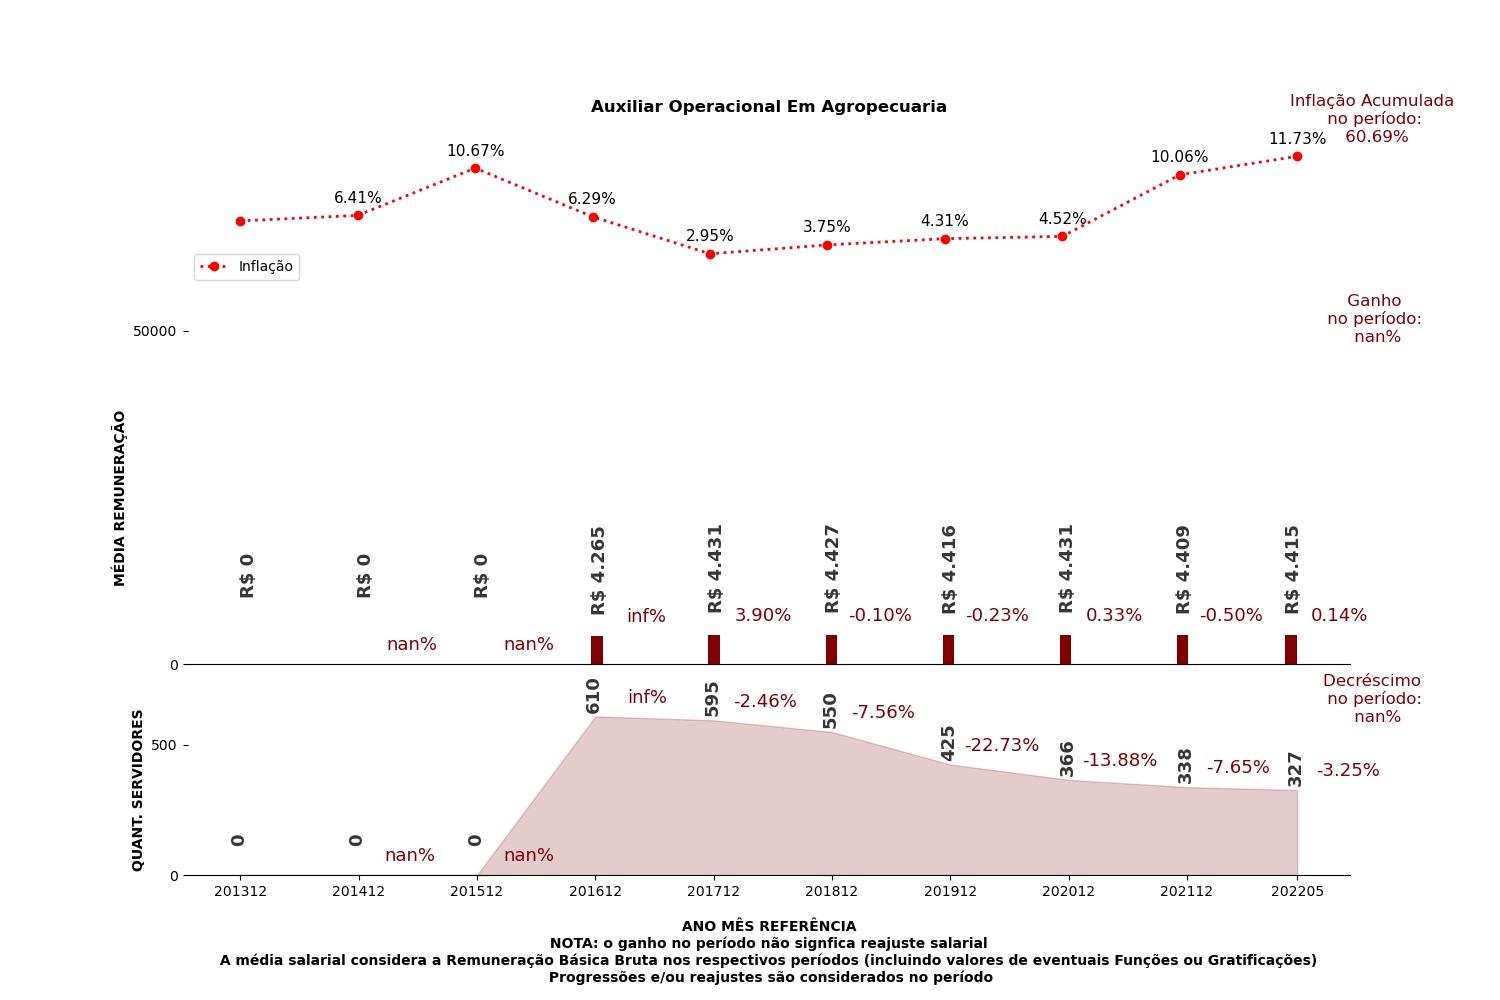 Auxiliar Operacional Em Agropecuaria
Inflação Acumulada
no período:
60.69%
6.41%
10.67%
6.29%
2.95%
3.75%
4.31%
4.52%
10.06%
11.73%
Inflação
Ganho
no período:
nan%
50000
0
MÉDIA REMUNERAÇÃO
R$ 0
R$ 0
R$ 0
R$ 4.265
R$ 4.431
R$ 4.427
R$ 4.416
R$ 4.431
R$ 4.409
R$ 4.415
nan%
nan%
inf%
3.90%
-0.10%
-0.23%
0.33%
-0.50%
0.14%
Decréscimo
no período:
nan%
QUANT. SERVIDORES
500
0
0
0
0
610
595
550
425
366
338
327
nan%
nan%
inf%
-2.46%
-7.56%
-22.73%
-13.88%
-7.65%
-3.25%
201312
201412
201512
201612
201712
201812
201912
202012
202112
202205
ANO MÊS REFERÊNCIA
NOTA: o ganho no período não signfica reajuste salarial
A média salarial considera a Remuneração Básica Bruta nos respectivos períodos (incluindo valores de eventuais Funções ou Gratificações)
Progressões e/ou reajustes são considerados no período